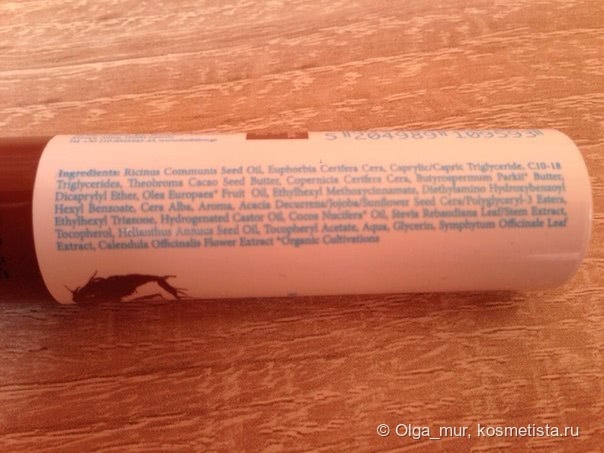 5 204989 109593
Ingredients: Ricinus Communis Seed Oil, Euphorbia Cerifera Cera, Caprylic/Capric Triglyceride, C10-18
Triglycerides, Theobroma Cacao Seed Butter, Copernicia Cerifera Cera, Butyrospermum Parkii* Butter,
Dicaprylyl Ether, Olea Europaea* Fruit Oil, Ethylhexyl Methoxycinnamate, Diethylamino Hydroxybenzoyl
Hexyl Benzoate, Cera Alba, Aroma, Acacia Decurrens/Jojoba/Sunflower Seed Cera/Polyglyceryl-3 Esters,
Ethylhexyl Triazone, Hydrogenated Castor Oil, Cocos Nucifera* Oil, Stevia Rebaudiana Leaf/Stem Extract,
Tocopherol, Helianthus Annuus Seed Oil, Tocopheryl Acetate, Aqua, Glycerin, Symphytum Officinale Leaf
Extract, Calendula Officinalis Flower Extract *Organic Cultivations
© Olga_mur, kosmetista.ru